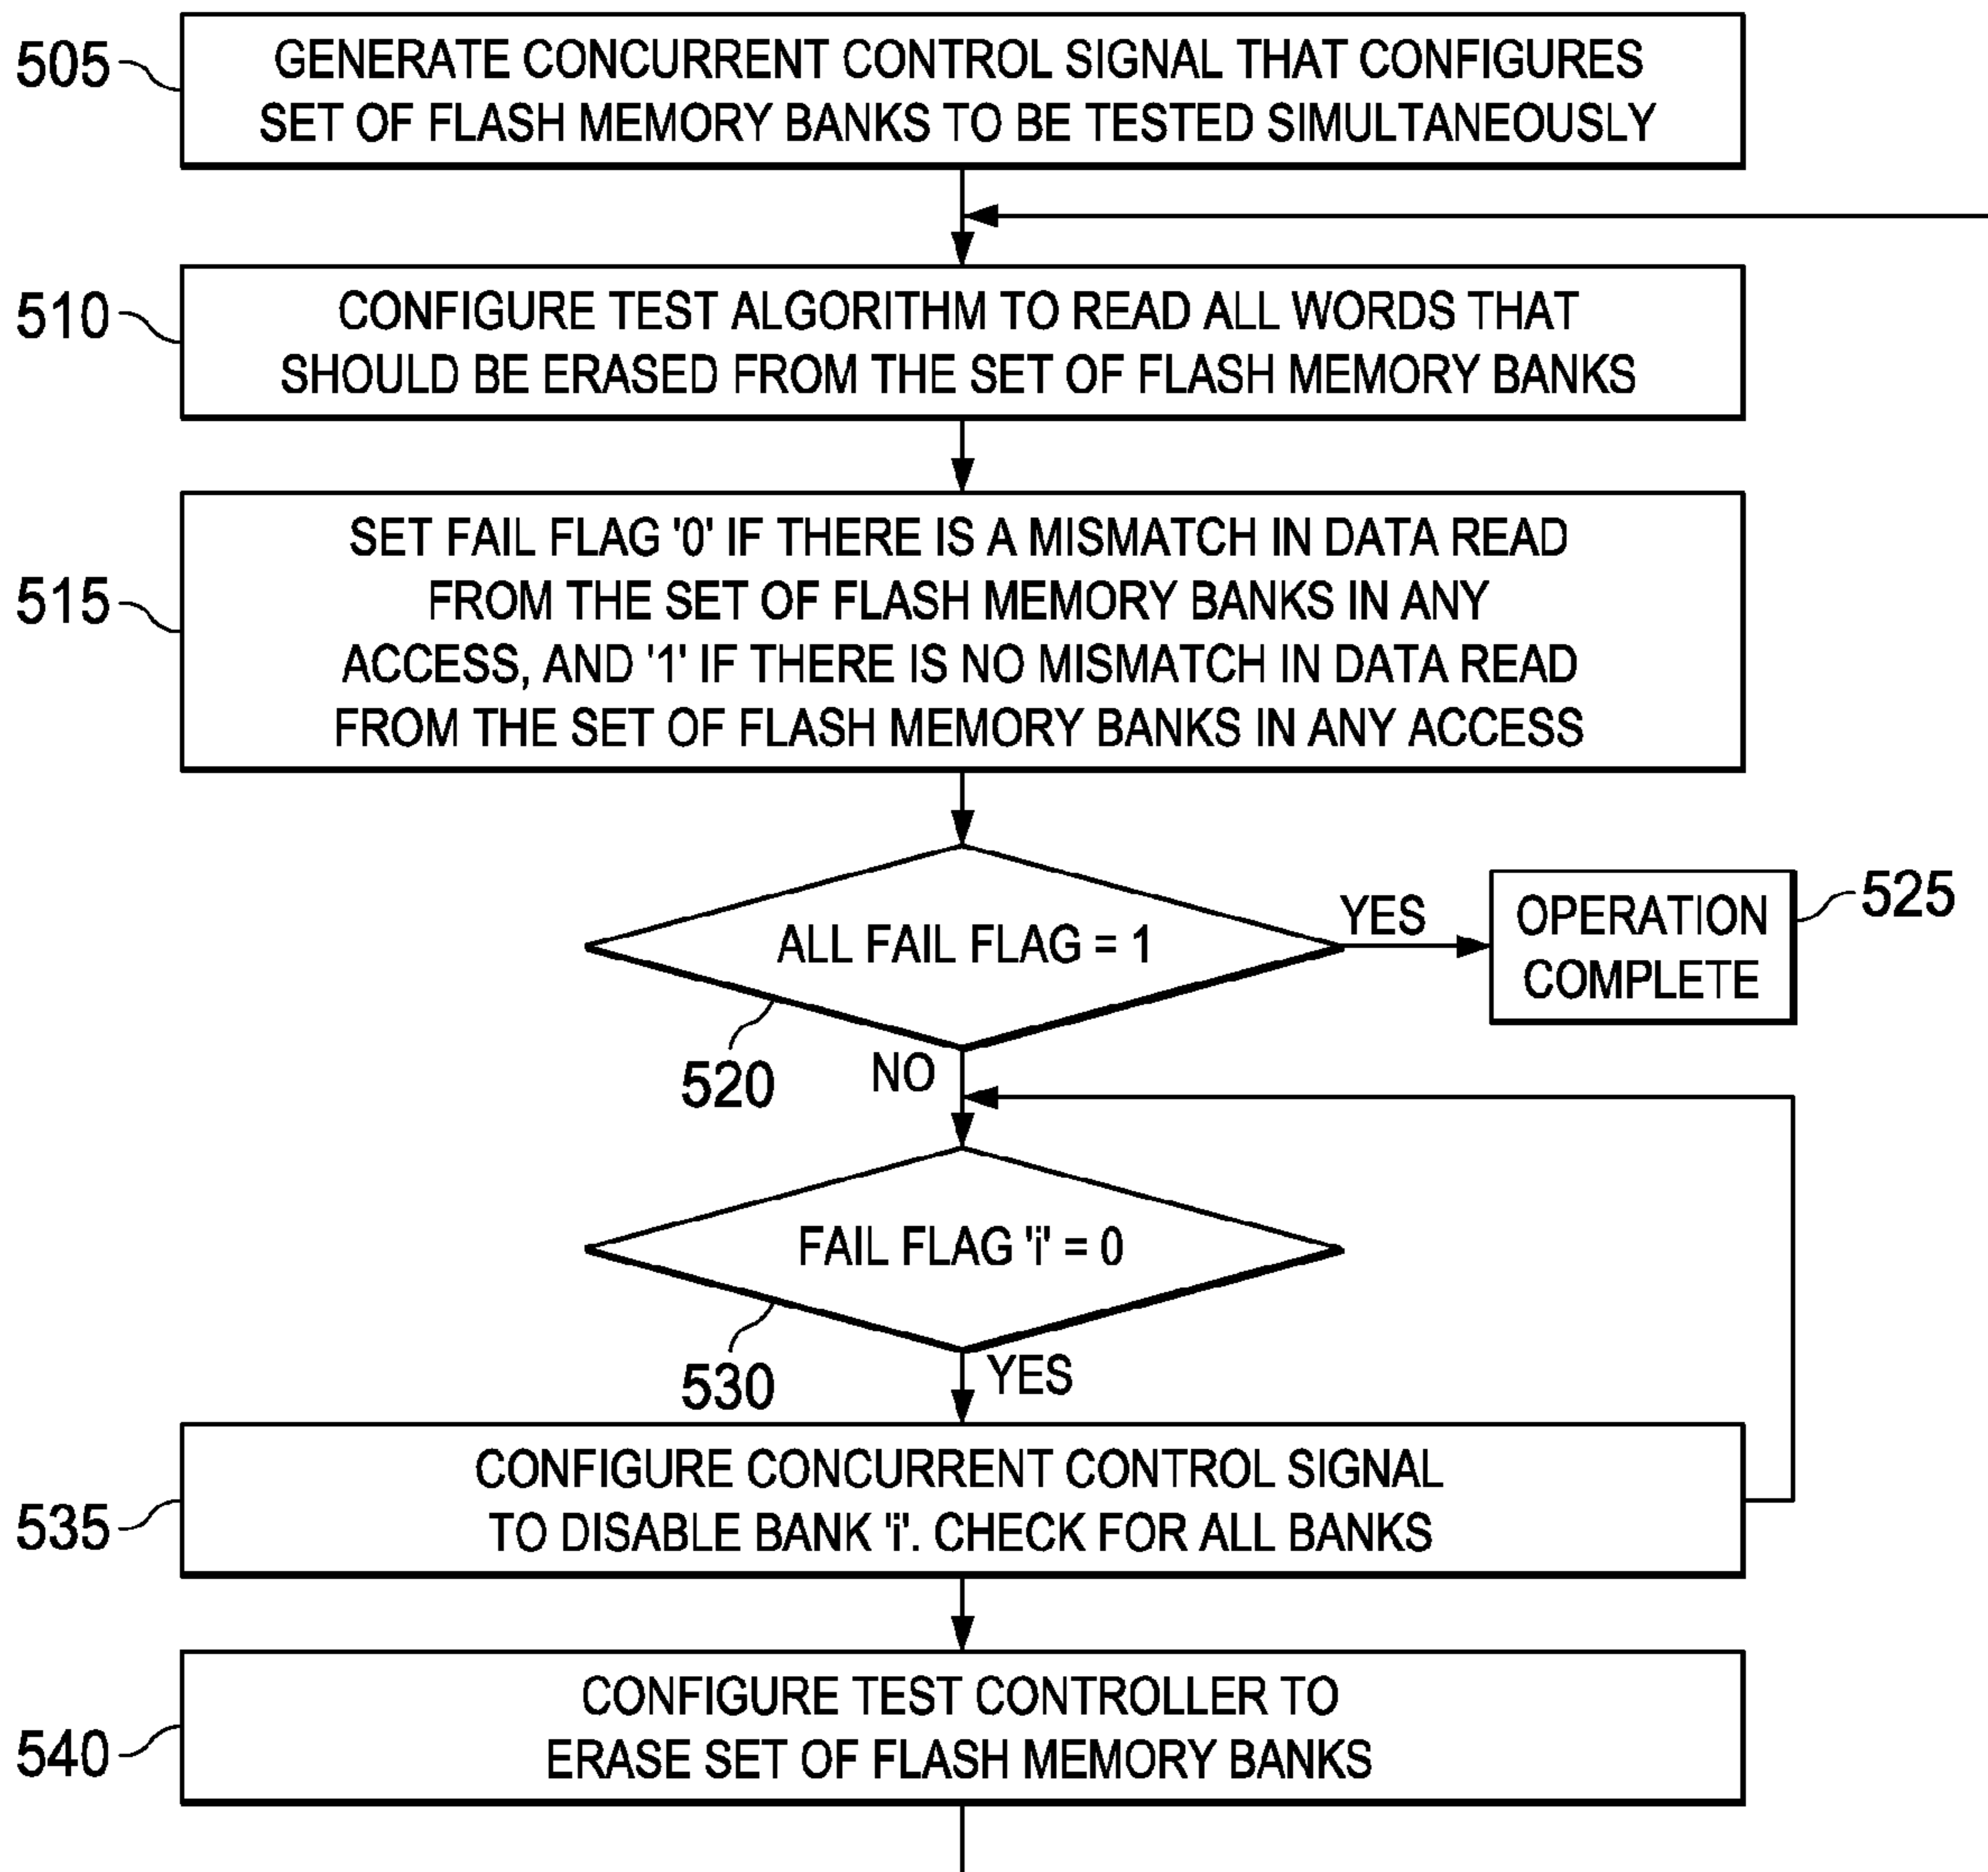 505
GENERATE CONCURRENT CONTROL SIGNAL THAT CONFIGURES
SET OF FLASH MEMORY BANKS TO BE TESTED SIMULTANEOUSLY
510
CONFIGURE TEST ALGORITHM TO READ ALL WORDS THAT
SHOULD BE ERASED FROM THE SET OF FLASH MEMORY BANKS
515
SET FAIL FLAG '0' IF THERE IS A MISMATCH IN DATA READ
FROM THE SET OF FLASH MEMORY BANKS IN ANY
ACCESS, AND '1' IF THERE IS NO MISMATCH IN DATA READ
FROM THE SET OF FLASH MEMORY BANKS IN ANY ACCESS
ALL FAIL FLAG = 1
YES
OPERATION
COMPLETE
525
520
NO
FAIL FLAG 'i' = 0
530
YES
535
CONFIGURE CONCURRENT CONTROL SIGNAL
TO DISABLE BANK 'i'. CHECK FOR ALL BANKS
540
CONFIGURE TEST CONTROLLER TO
ERASE SET OF FLASH MEMORY BANKS